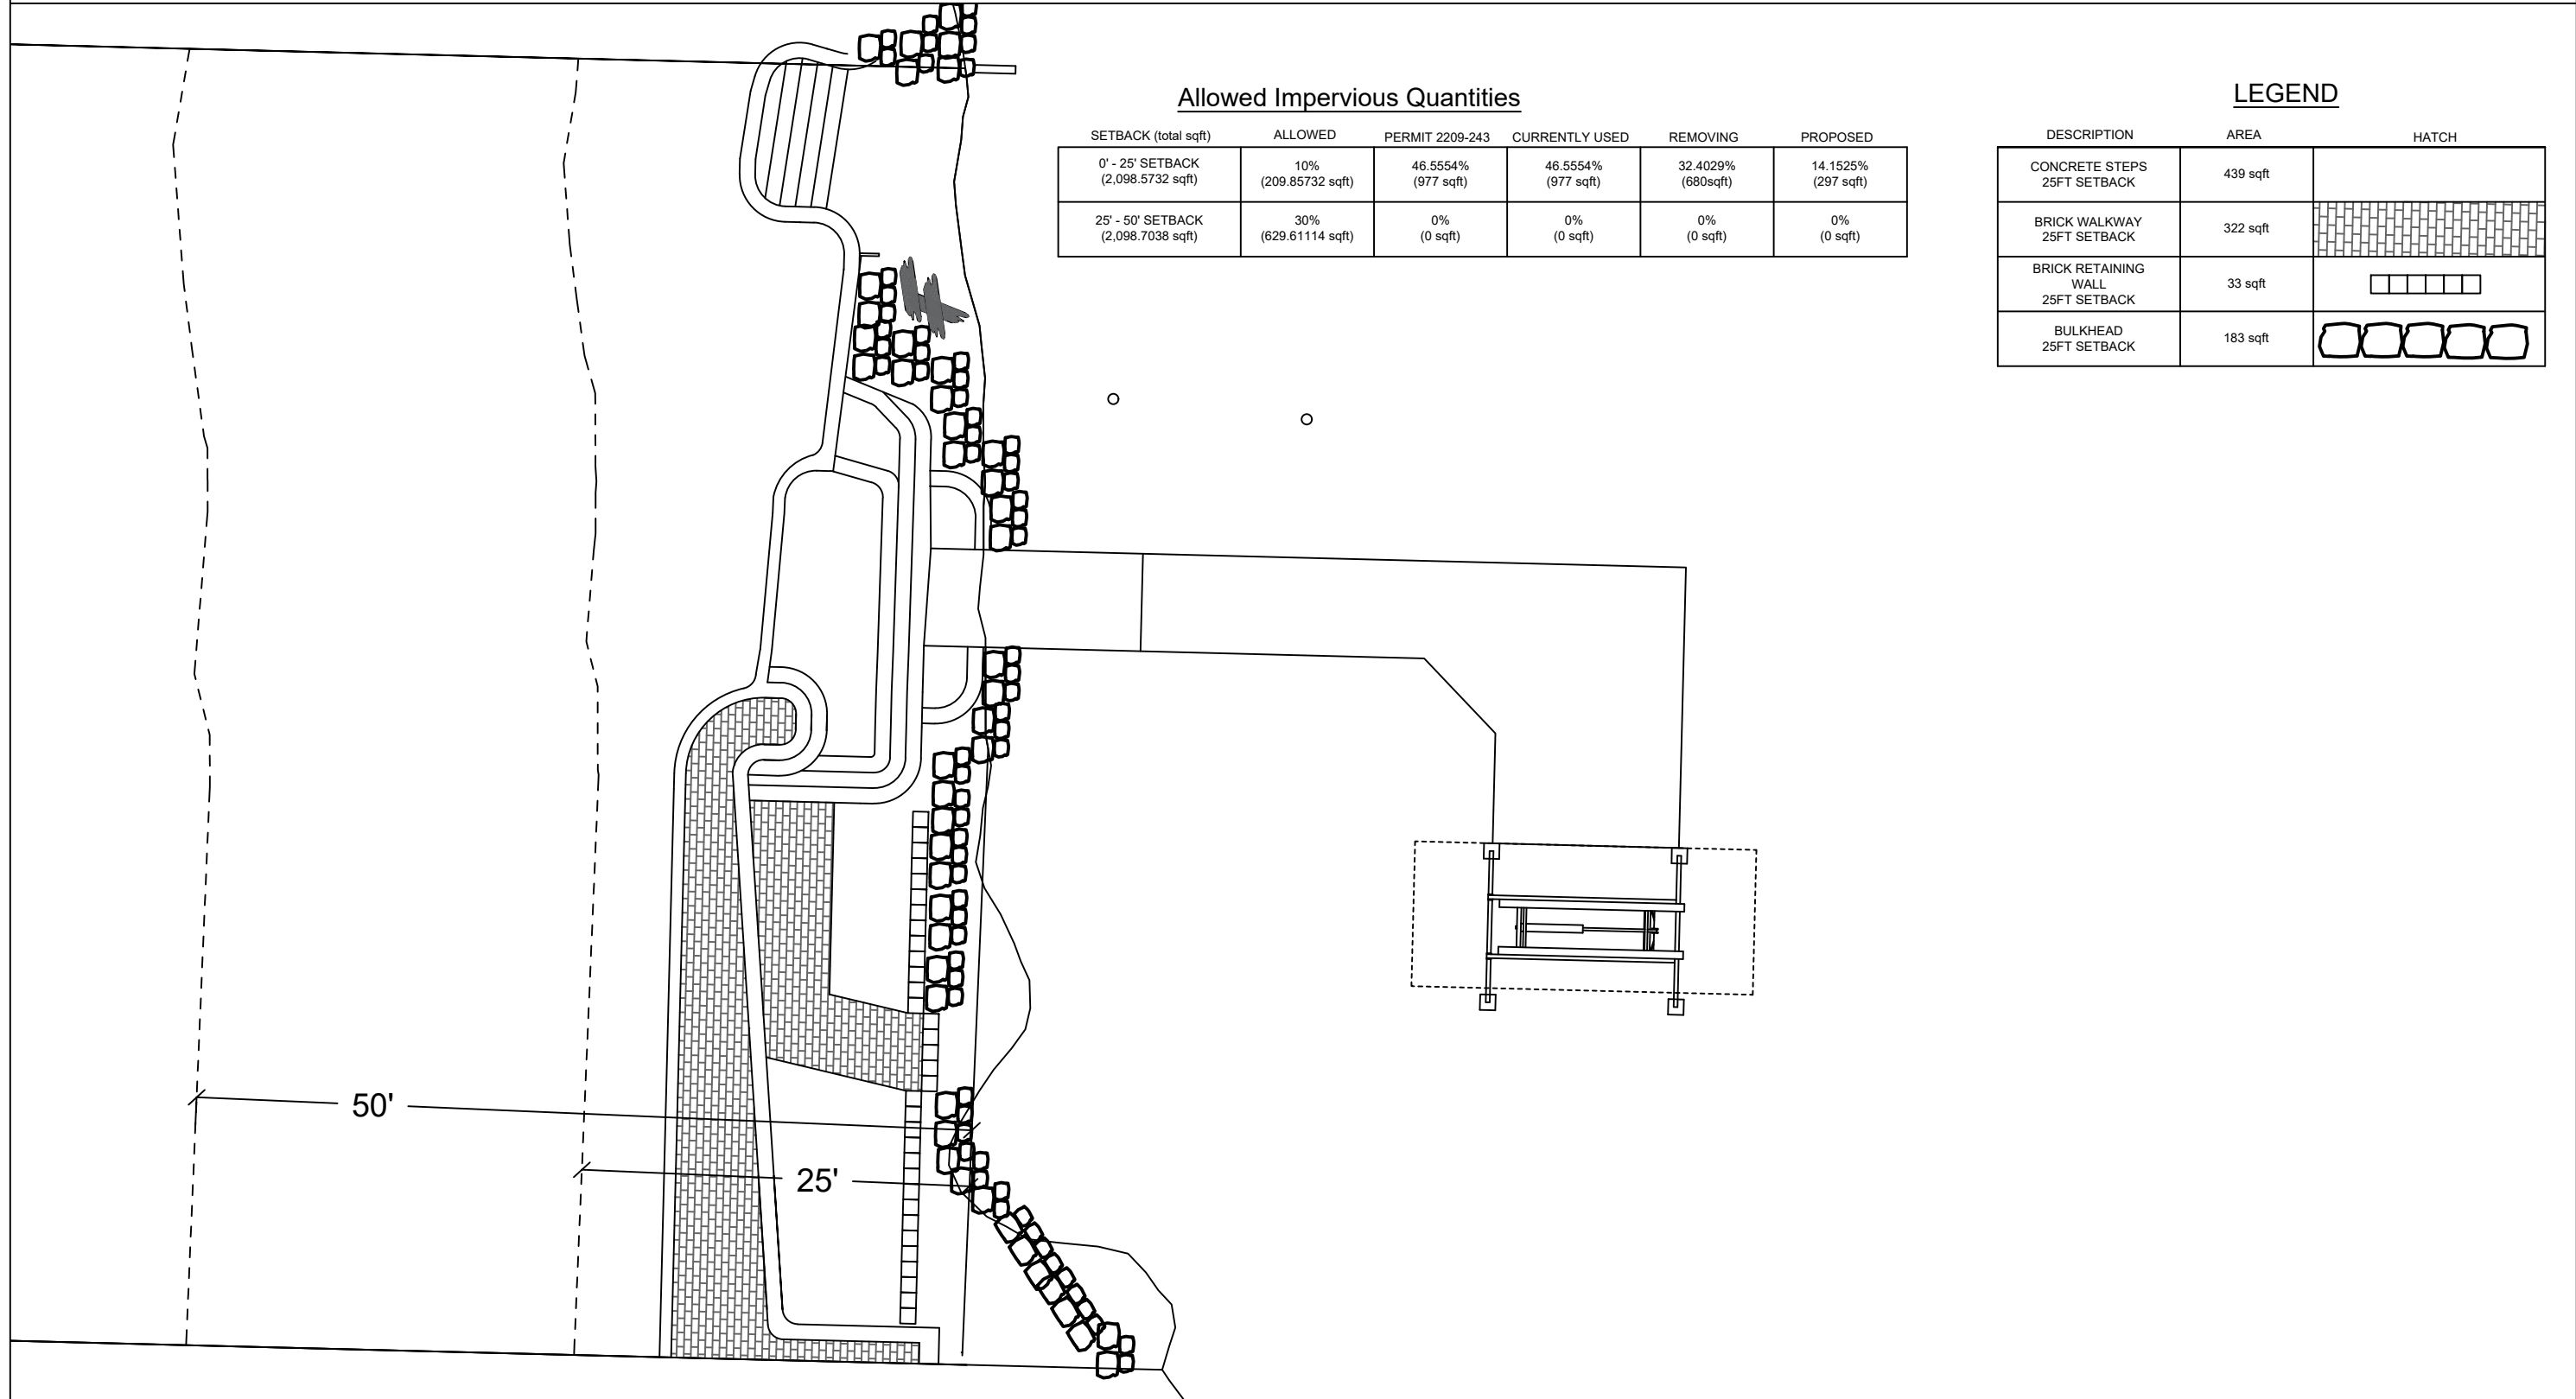 Allowed Impervious Quantities
SETBACK (total sqft) ALLOWED PERMIT 2209-243 CURRENTLY USED REMOVING PROPOSED
0' - 25' SETBACK 10% 46.5554% 46.5554% 32.4029% 14.1525%
(2,098.5732 sqft) (209.85732 sqft) (977 sqft) (977 sqft) (680sqft) (297 sqft)
25' - 50' SETBACK 30% 0% 0% 0% 0%
(2,098.7038 sqft) (629.61114 sqft) (0 sqft) (0 sqft) (0 sqft) (0 sqft)
LEGEND
DESCRIPTION AREA HATCH
CONCRETE STEPS
25FT SETBACK
439 sqft
BRICK WALKWAY
25FT SETBACK
322 sqft
BRICK RETAINING
WALL
25FT SETBACK
33 sqft
BULKHEAD
25FT SETBACK
183 sqft
50'
25'